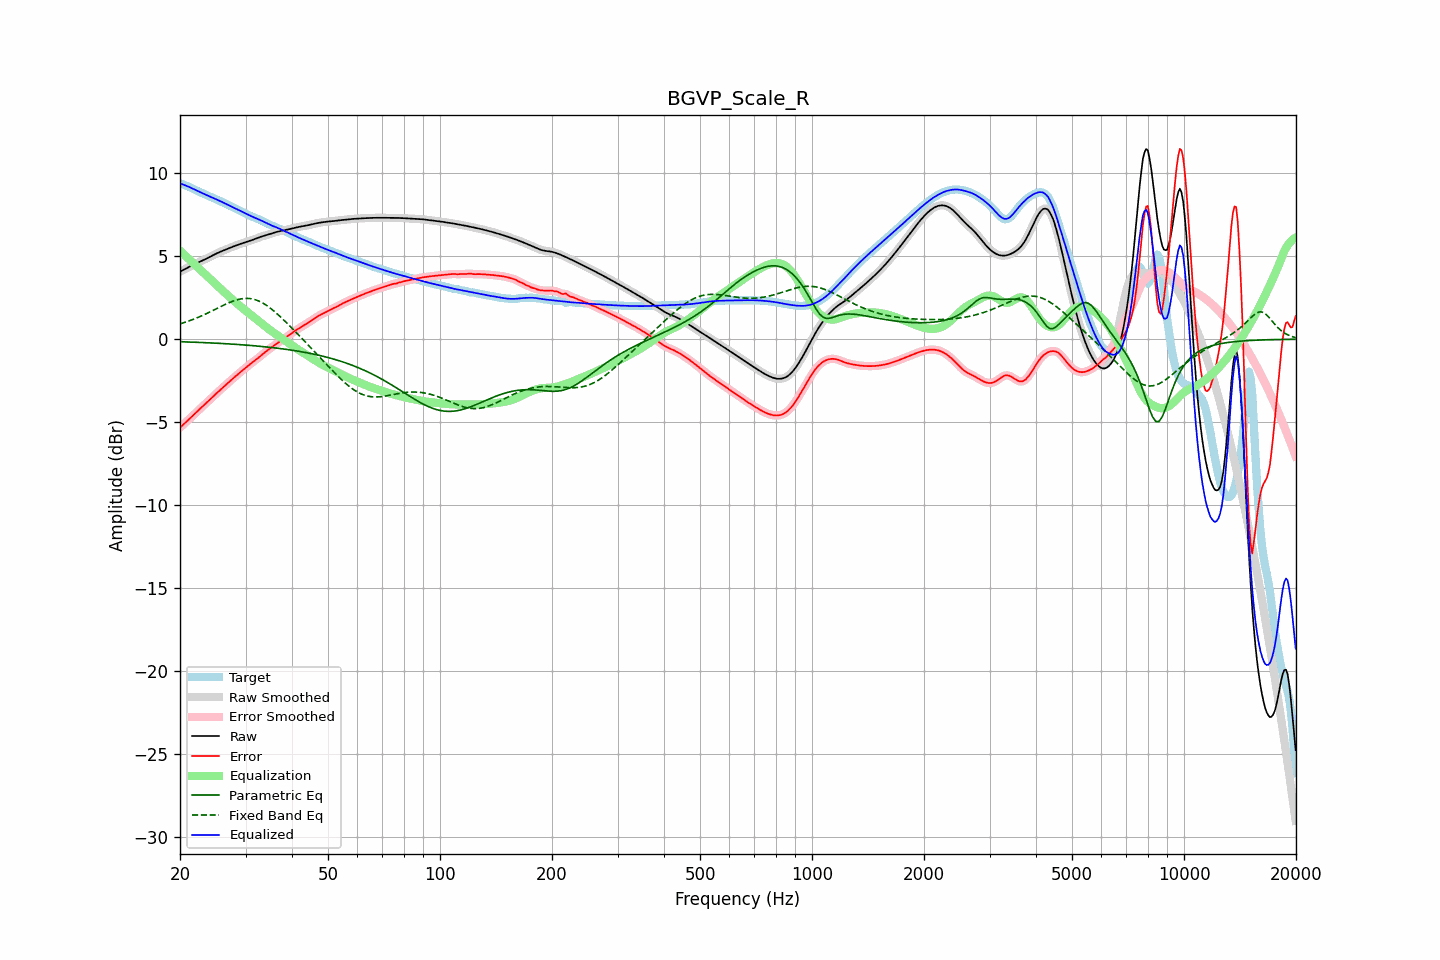 BGVP_Scale_R
10
5
0
−5
−10
−15
−20
−25
−30
Amplitude (dBr)
Target
Raw Smoothed
Error Smoothed
Raw
Error
Equalization
Parametric Eq
Fixed Band Eq
Equalized
20 50 100 200 500 1000 2000 5000 10000 20000
Frequency (Hz)